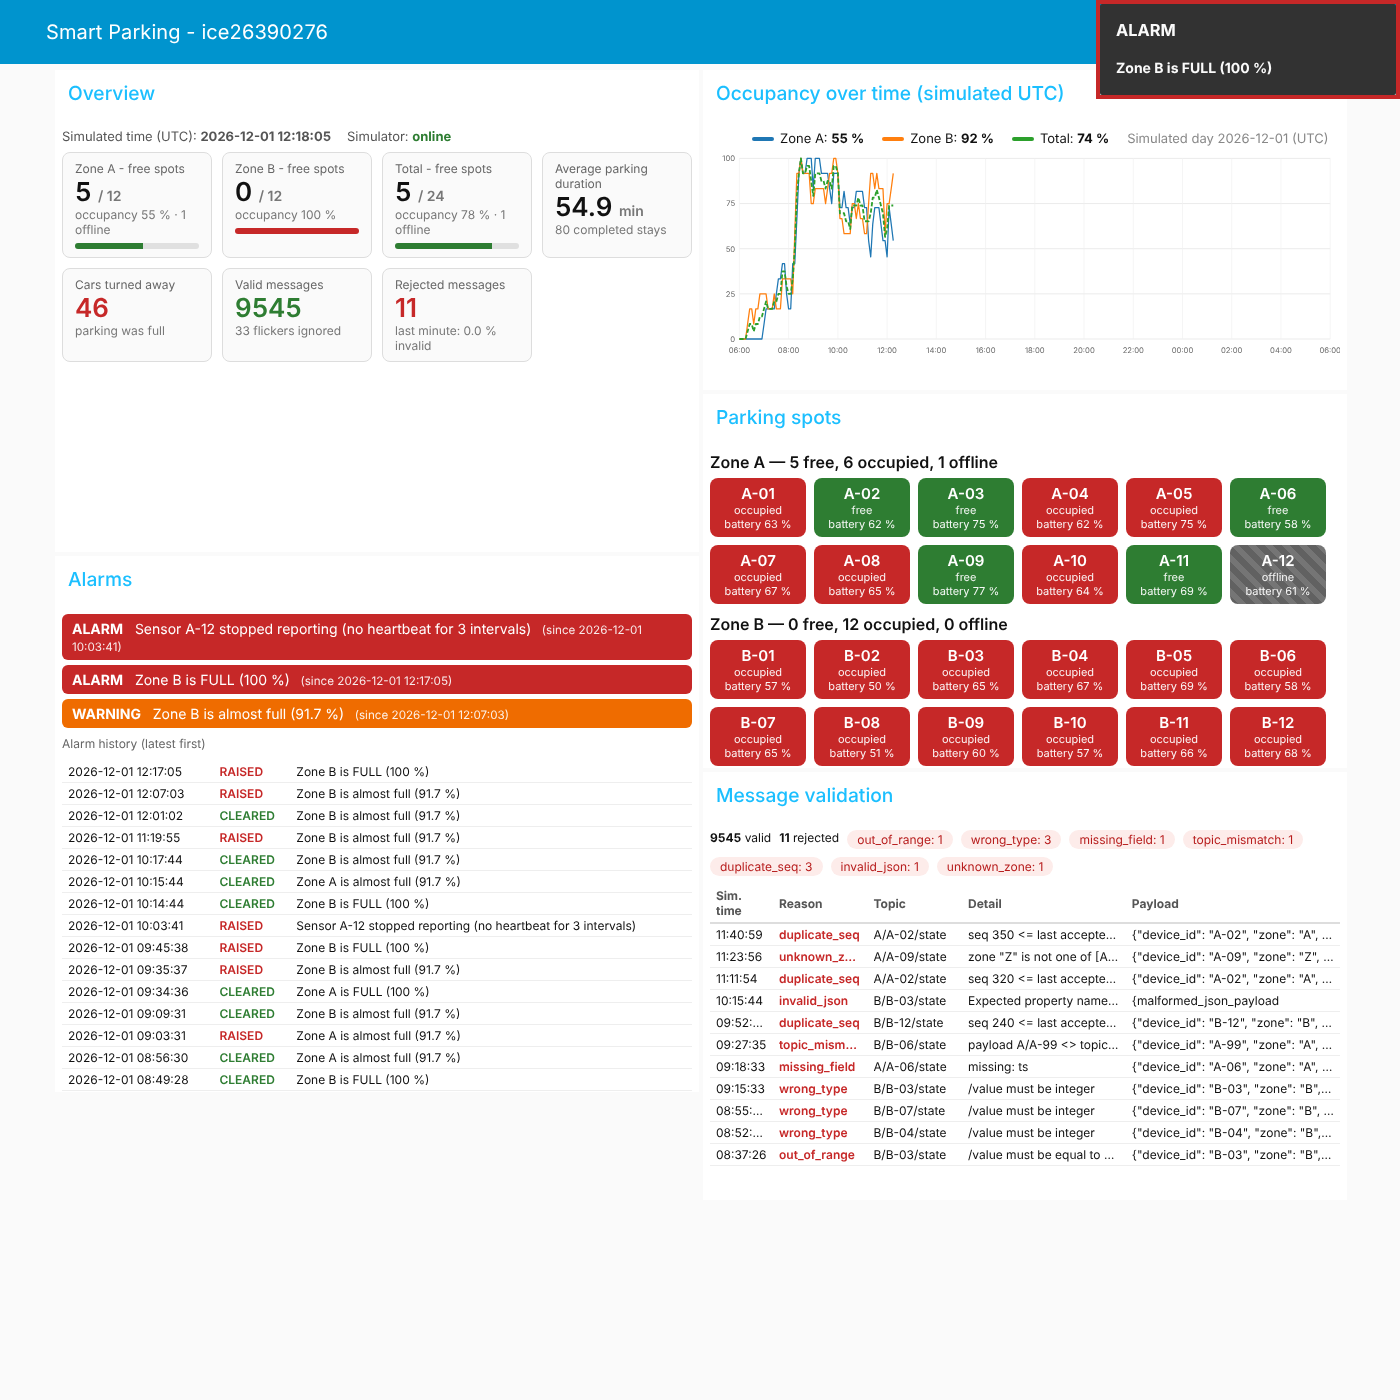 Smart Parking - ice26390276
ALARM
Zone B is FULL (100 %)
Overview
Simulated time (UTC): 2026-12-01 12:18:05 Simulator: online
Zone A - free spots
5 / 12
occupancy 55 % · 1
offline
Zone B - free spots
0 / 12
occupancy 100 %
Total - free spots
5 / 24
occupancy 78 % · 1
offline
Average parking
duration
54.9 min
80 completed stays
Cars turned away
46
parking was full
Valid messages
9545
33 flickers ignored
Rejected messages
11
last minute: 0.0 %
invalid
Alarms
ALARM Sensor A-12 stopped reporting (no heartbeat for 3 intervals) (since 2026-12-01
10:03:41)
ALARM Zone B is FULL (100 %) (since 2026-12-01 12:17:05)
WARNING Zone B is almost full (91.7 %) (since 2026-12-01 12:07:03)
Alarm history (latest first)
2026-12-01 12:17:05 RAISED Zone B is FULL (100 %)
2026-12-01 12:07:03 RAISED Zone B is almost full (91.7 %)
2026-12-01 12:01:02 CLEARED Zone B is almost full (91.7 %)
2026-12-01 11:19:55 RAISED Zone B is almost full (91.7 %)
2026-12-01 10:17:44 CLEARED Zone B is almost full (91.7 %)
2026-12-01 10:15:44 CLEARED Zone A is almost full (91.7 %)
2026-12-01 10:14:44 CLEARED Zone B is FULL (100 %)
2026-12-01 10:03:41 RAISED Sensor A-12 stopped reporting (no heartbeat for 3 intervals)
2026-12-01 09:45:38 RAISED Zone B is FULL (100 %)
2026-12-01 09:35:37 RAISED Zone B is almost full (91.7 %)
2026-12-01 09:34:36 CLEARED Zone A is FULL (100 %)
2026-12-01 09:09:31 CLEARED Zone B is almost full (91.7 %)
2026-12-01 09:03:31 RAISED Zone A is almost full (91.7 %)
2026-12-01 08:56:30 CLEARED Zone A is almost full (91.7 %)
2026-12-01 08:49:28 CLEARED Zone B is FULL (100 %)
Occupancy over time (simulated UTC)
Zone A: 55 % Zone B: 92 % Total: 74 % Simulated day 2026-12-01 (UTC)
100
75
50
25
0
06:00 08:00 10:00 12:00 14:00 16:00 18:00 20:00 22:00 00:00 02:00 04:00 06:00
Parking spots
Zone A — 5 free, 6 occupied, 1 offline
A-01 A-02 A-03 A-04 A-05 A-06
occupied free free occupied occupied free
battery 63 % battery 62 % battery 75 % battery 62 % battery 75 % battery 58 %
A-07 A-08 A-09 A-10 A-11 A-12
occupied occupied free occupied free offline
battery 67 % battery 65 % battery 77 % battery 64 % battery 69 % battery 61 %
Zone B — 0 free, 12 occupied, 0 offline
B-01 B-02 B-03 B-04 B-05 B-06
occupied occupied occupied occupied occupied occupied
battery 57 % battery 50 % battery 65 % battery 67 % battery 69 % battery 58 %
B-07 B-08 B-09 B-10 B-11 B-12
occupied occupied occupied occupied occupied occupied
battery 65 % battery 51 % battery 60 % battery 57 % battery 66 % battery 68 %
Message validation
9545 valid 11 rejected out_of_range: 1 wrong_type: 3 missing_field: 1 topic_mismatch: 1
duplicate_seq: 3 invalid_json: 1 unknown_zone: 1
Sim.
time Reason Topic Detail Payload
11:40:59 duplicate_seq A/A-02/state seq 350 <= last accepte... {"device_id": "A-02", "zone": "A", ...
11:23:56 unknown_z... A/A-09/state zone "Z" is not one of [A... {"device_id": "A-09", "zone": "Z", ...
11:11:54 duplicate_seq A/A-02/state seq 320 <= last accepte... {"device_id": "A-02", "zone": "A", ...
10:15:44 invalid_json B/B-03/state Expected property name... {malformed_json_payload
09:52:... duplicate_seq B/B-12/state seq 240 <= last accepte... {"device_id": "B-12", "zone": "B", ...
09:27:35 topic_mism... B/B-06/state payload A/A-99 <> topic... {"device_id": "A-99", "zone": "A", ...
09:18:33 missing_field A/A-06/state missing: ts {"device_id": "A-06", "zone": "A", ...
09:15:33 wrong_type B/B-03/state /value must be integer {"device_id": "B-03", "zone": "B",...
08:55:... wrong_type B/B-07/state /value must be integer {"device_id": "B-07", "zone": "B", ...
08:52:... wrong_type B/B-04/state /value must be integer {"device_id": "B-04", "zone": "B",...
08:37:26 out_of_range B/B-03/state /value must be equal to ... {"device_id": "B-03", "zone": "B",...